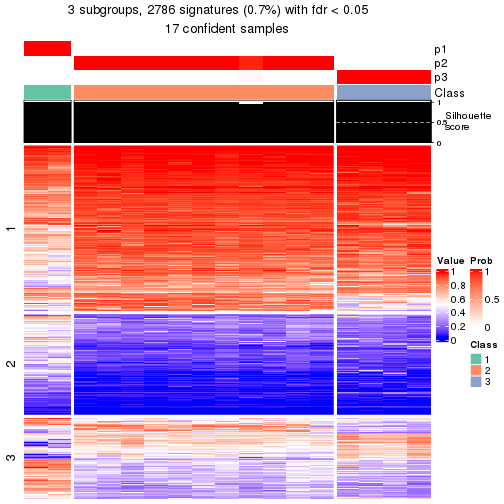 3 subgroups, 2786 signatures (0.7%) with fdr < 0.05
17 confident samples
p1
p2
p3
Class
1
0.5
0
Silhouette
score
1
2
3
Value
1
0.8
0.6
0.4
0.2
0
Prob
1
0.5
0
Class
1
2
3